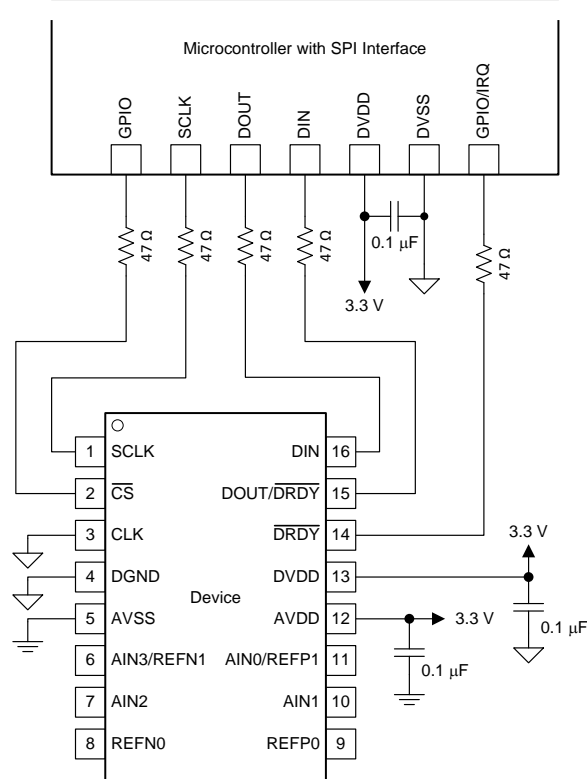 Microcontroller with SPI Interface
GPIO
SCLK
DOUT
DIN
DVDD
DVSS
GPIO/IRQ
47 Ω
47 Ω
47 Ω
47 Ω
0.1 μF
47 Ω
3.3 V
1 SCLK DIN 16
2 CS DOUT/DRDY 15
3 CLK DRDY 14
3.3 V
4 DGND DVDD 13
Device
5 AVSS AVDD 12
3.3 V
0.1 μF
6 AIN3/REFN1 AIN0/REFP1 11
0.1 μF
7 AIN2 AIN1 10
8 REFN0 REFP0 9